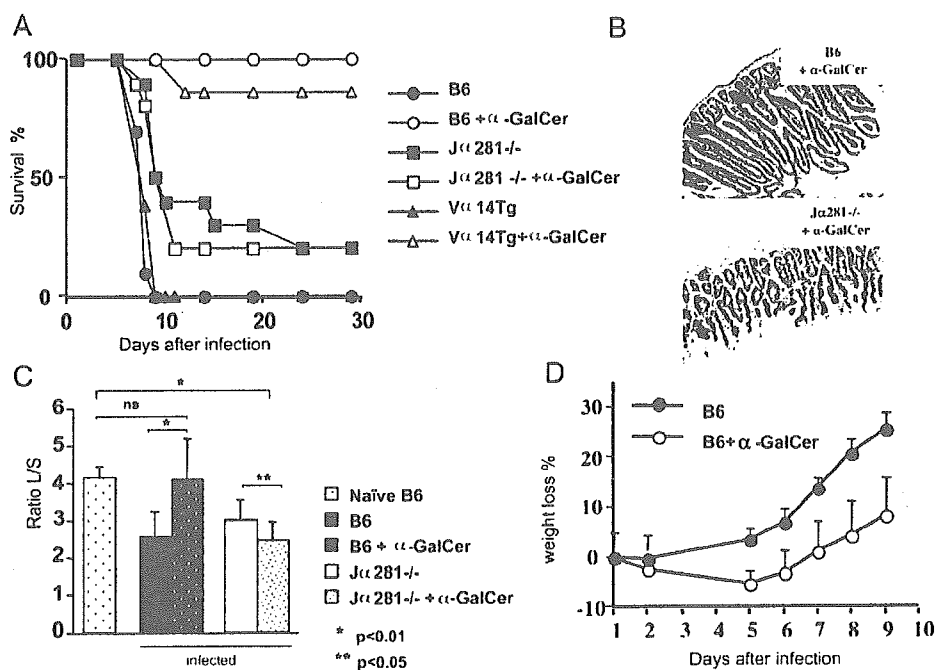 A
100
50
0
Survival %
0
10
20
30
Days after infection
B6
B6 + α-GalCer
Jα 281-/-
Jα 281 -/- + α-GalCer
Vα 14Tg
Vα 14Tg+α-GalCer
B
B6
+ α-GalCer
Jα281-/-
+ α-GalCer
C
*
ns
*
**
6
5
4
3
2
1
0
Ratio L/S
infected
Naïve B6
B6
B6 + α-GalCer
Jα 281-/-
Jα 281-/- + α-GalCer
* p<0.01
** p<0.05
D
30
20
10
0
-10
weight loss %
B6
B6+ α -GalCer
1 2 3 4 5 6 7 8 9 10
Days after infection